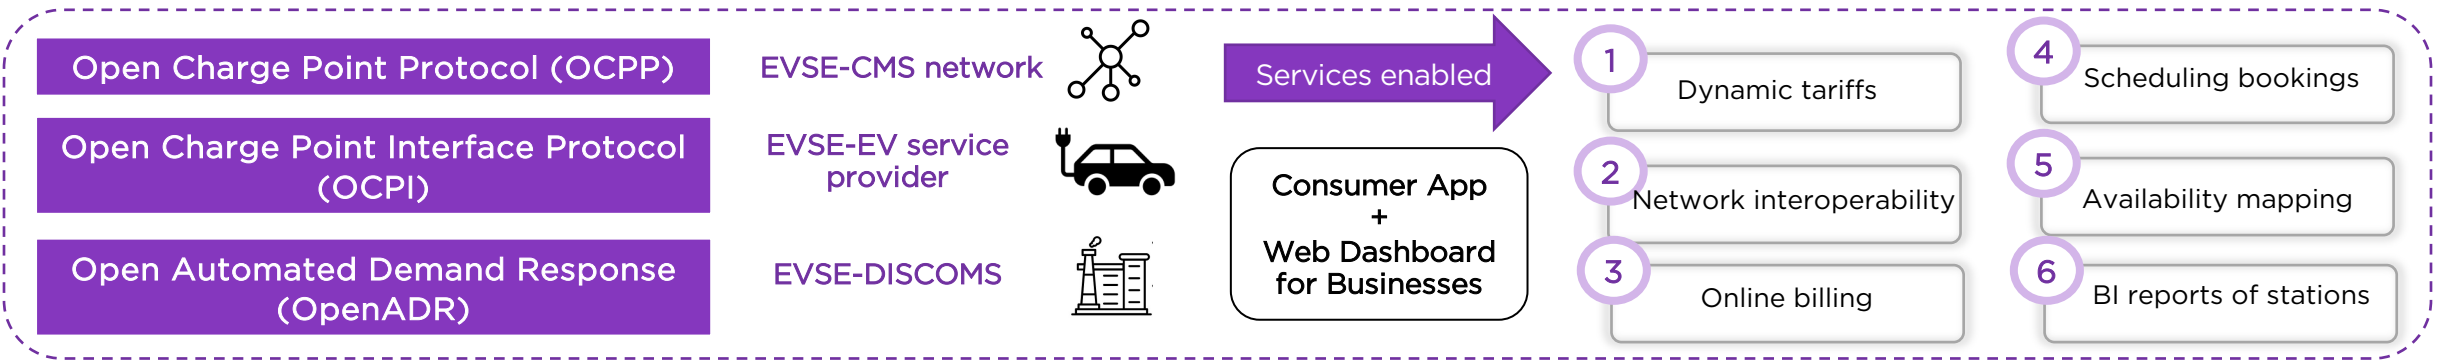 Open Charge Point Protocol (OCPP)
EVSE-CMS network
Open Charge Point Interface Protocol
(OCPI)
EVSE-EV service
provider
Open Automated Demand Response
(OpenADR)
EVSE-DISCOMS
Services enabled
Consumer App
+
Web Dashboard
for Businesses
1
Dynamic tariffs
2
Network interoperability
3
Online billing
4
Scheduling bookings
5
Availability mapping
6
BI reports of stations